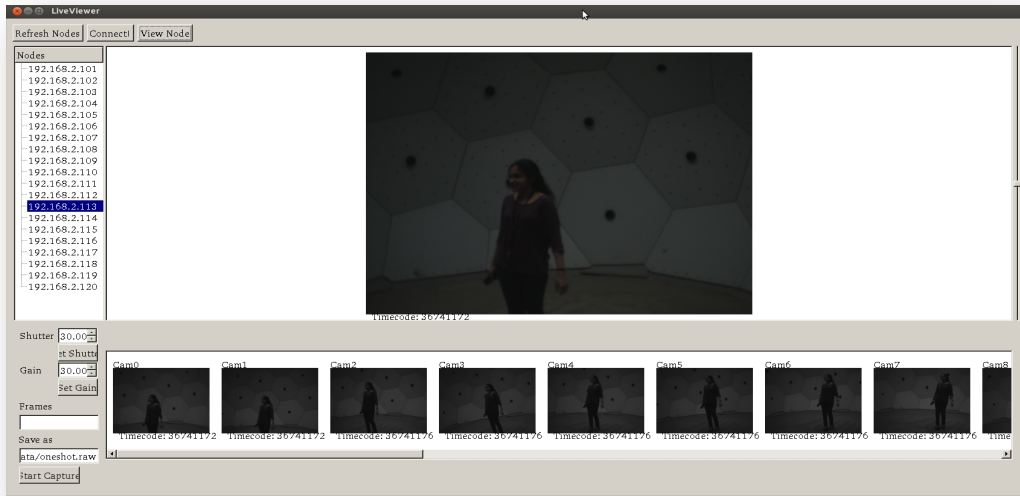 LiveViewer
Refresh Nodes Connect! View Node
Nodes
192.168.2.101
192.168.2.102
192.168.2.103
192.168.2.104
192.168.2.105
192.168.2.106
192.168.2.107
192.168.2.108
192.168.2.109
192.168.2.110
192.168.2.111
192.168.2.112
192.168.2.113
192.168.2.114
192.168.2.115
192.168.2.116
192.168.2.117
192.168.2.118
192.168.2.119
192.168.2.120
Timecode: 36741172
Shutter 30.00
et Shutte
Gain 30.00
Set Gain
Frames
Save as
ata/oneshot.raw
Start Capture
Cam0 Cam1 Cam2 Cam3 Cam4 Cam5 Cam6 Cam7 Cam8
Timecode: 36741172 Timecode: 36741172 Timecode: 36741176 Timecode: 36741176 Timecode: 36741176 Timecode: 36741176 Timecode: 36741176 Timecode: 36741176 Time